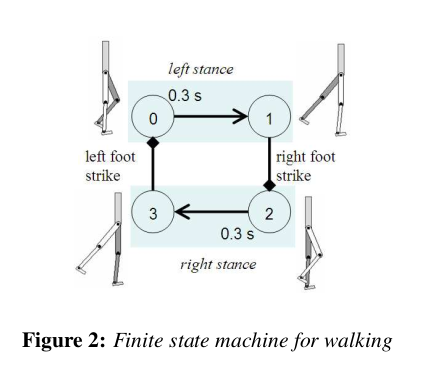 left stance
0.3 s
0
1
left foot
strike
right foot
strike
3
2
0.3 s
right stance
Figure 2: Finite state machine for walking